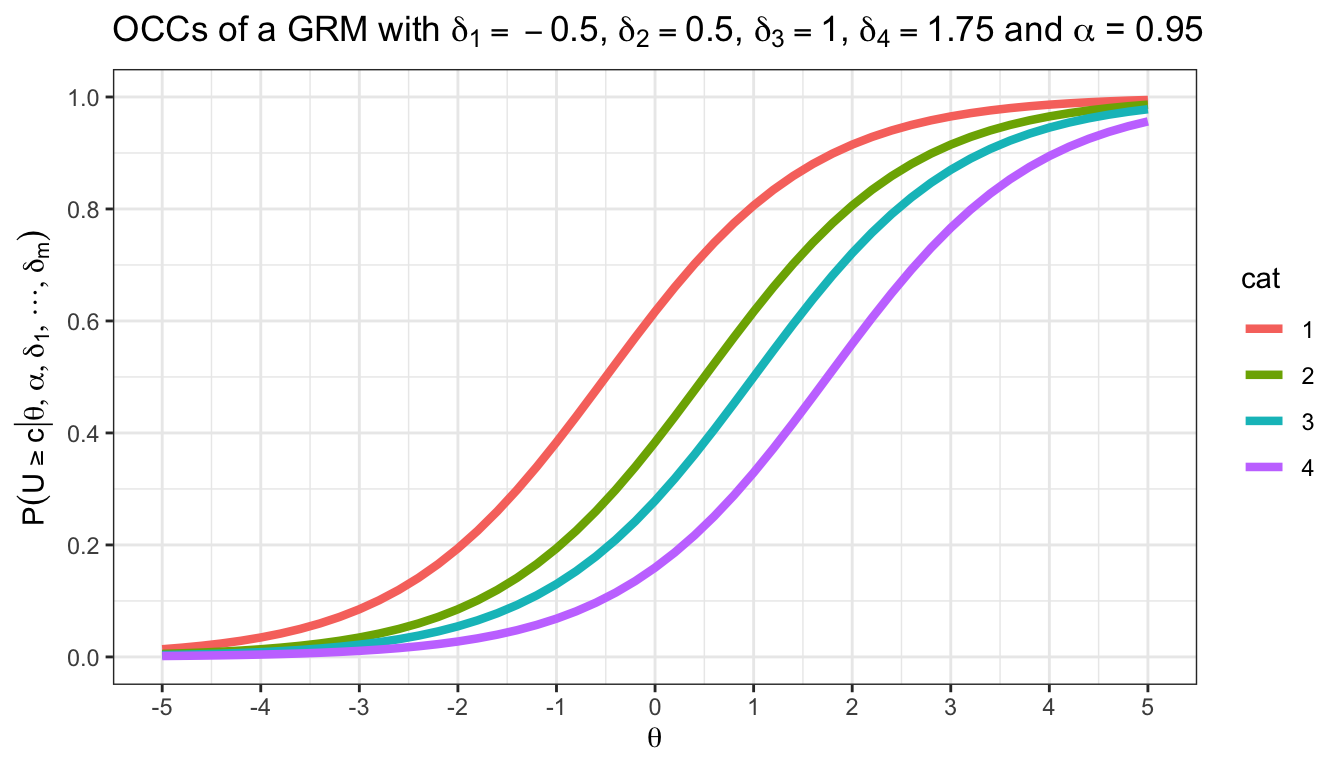 OCCs of a GRM with δ₁ = −0.5, δ₂ = 0.5, δ₃ = 1, δ₄ = 1.75 and α = 0.95
P(U ≥ c|θ, α, δ₁, ⋯, δₘ)
1.0
0.8
0.6
0.4
0.2
0.0
-5 -4 -3 -2 -1 0 1 2 3 4 5
θ
cat
1
2
3
4